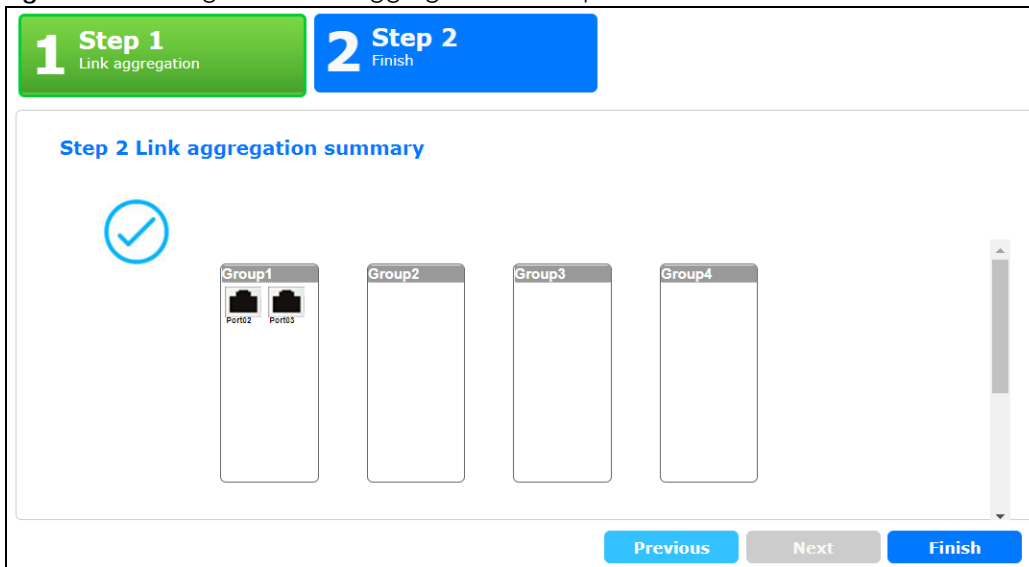 1 Step 1
Link aggregation
2 Step 2
Finish
Step 2 Link aggregation summary
Group1 Group2 Group3 Group4
Port02 Port03
Previous Next Finish